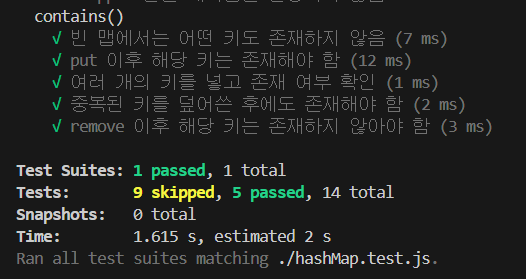 contains()
√ 빈 맵에서는 어떤 키도 존재하지 않음 (7 ms)
√ put 이후 해당 키는 존재해야 함 (12 ms)
√ 여러 개의 키를 넣고 존재 여부 확인 (1 ms)
√ 중복된 키를 덮어쓴 후에도 존재해야 함 (2 ms)
√ remove 이후 해당 키는 존재하지 않아야 함 (3 ms)
Test Suites: 1 passed, 1 total
Tests: 9 skipped, 5 passed, 14 total
Snapshots: 0 total
Time: 1.615 s, estimated 2 s
Ran all test suites matching ./hashMap.test.js.